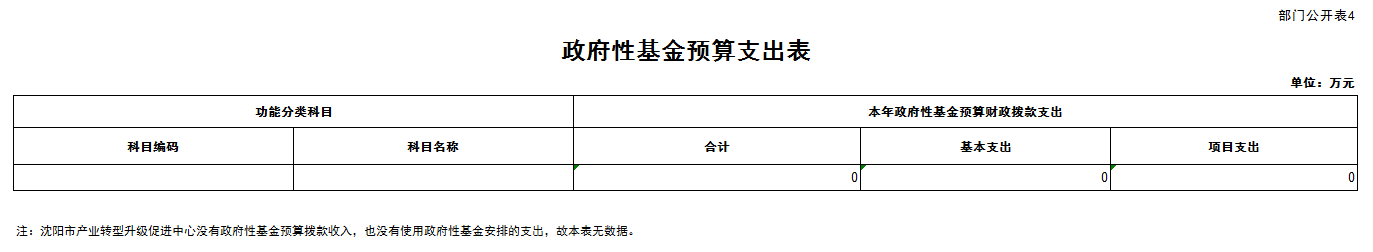 部门公开表4
政府性基金预算支出表
单位：万元
功能分类科目 本年政府性基金预算财政拨款支出
科目编码 科目名称 合计 基本支出 项目支出
0 0 0
注：沈阳市产业转型升级促进中心没有政府性基金预算拨款收入，也没有使用政府性基金安排的支出，故本表无数据。